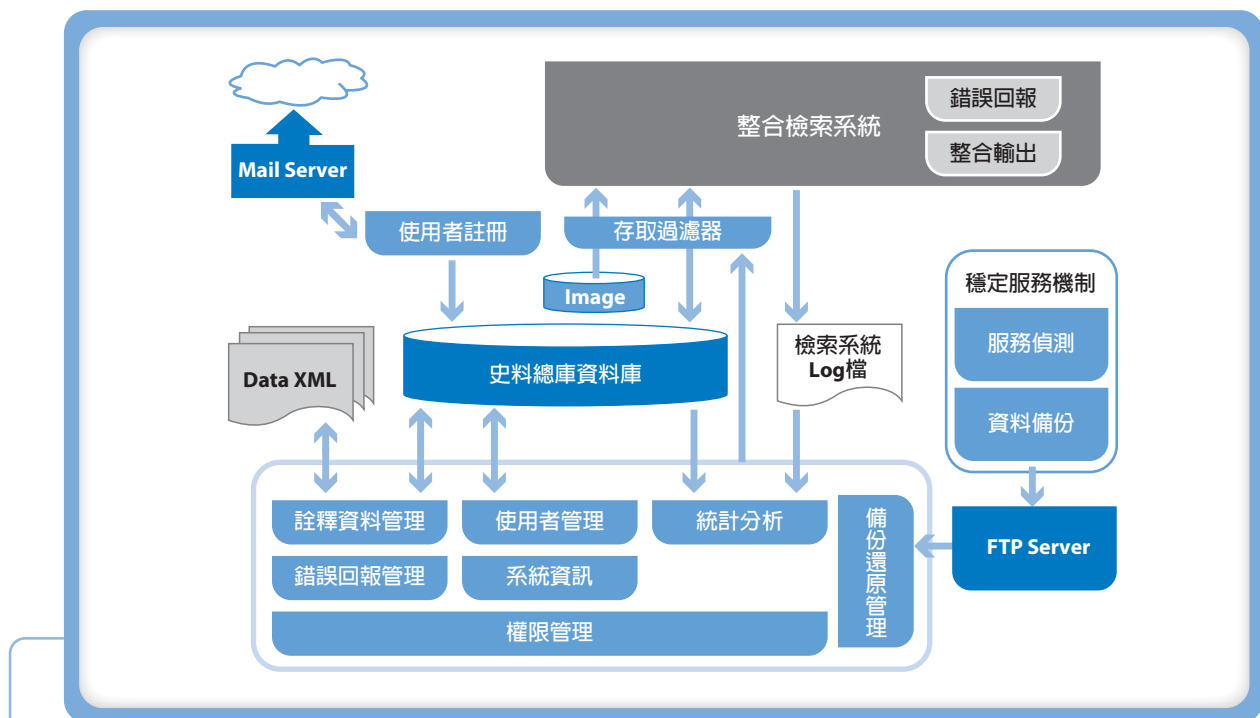 整合檢索系統
錯誤回報
整合輸出
Mail Server
使用者註冊
存取過濾器
Image
穩定服務機制
服務偵測
資料備份
Data XML
史料總庫資料庫
檢索系統
Log檔
詮釋資料管理
使用者管理
統計分析
錯誤回報管理
系統資訊
權限管理
備份還原管理
FTP Server